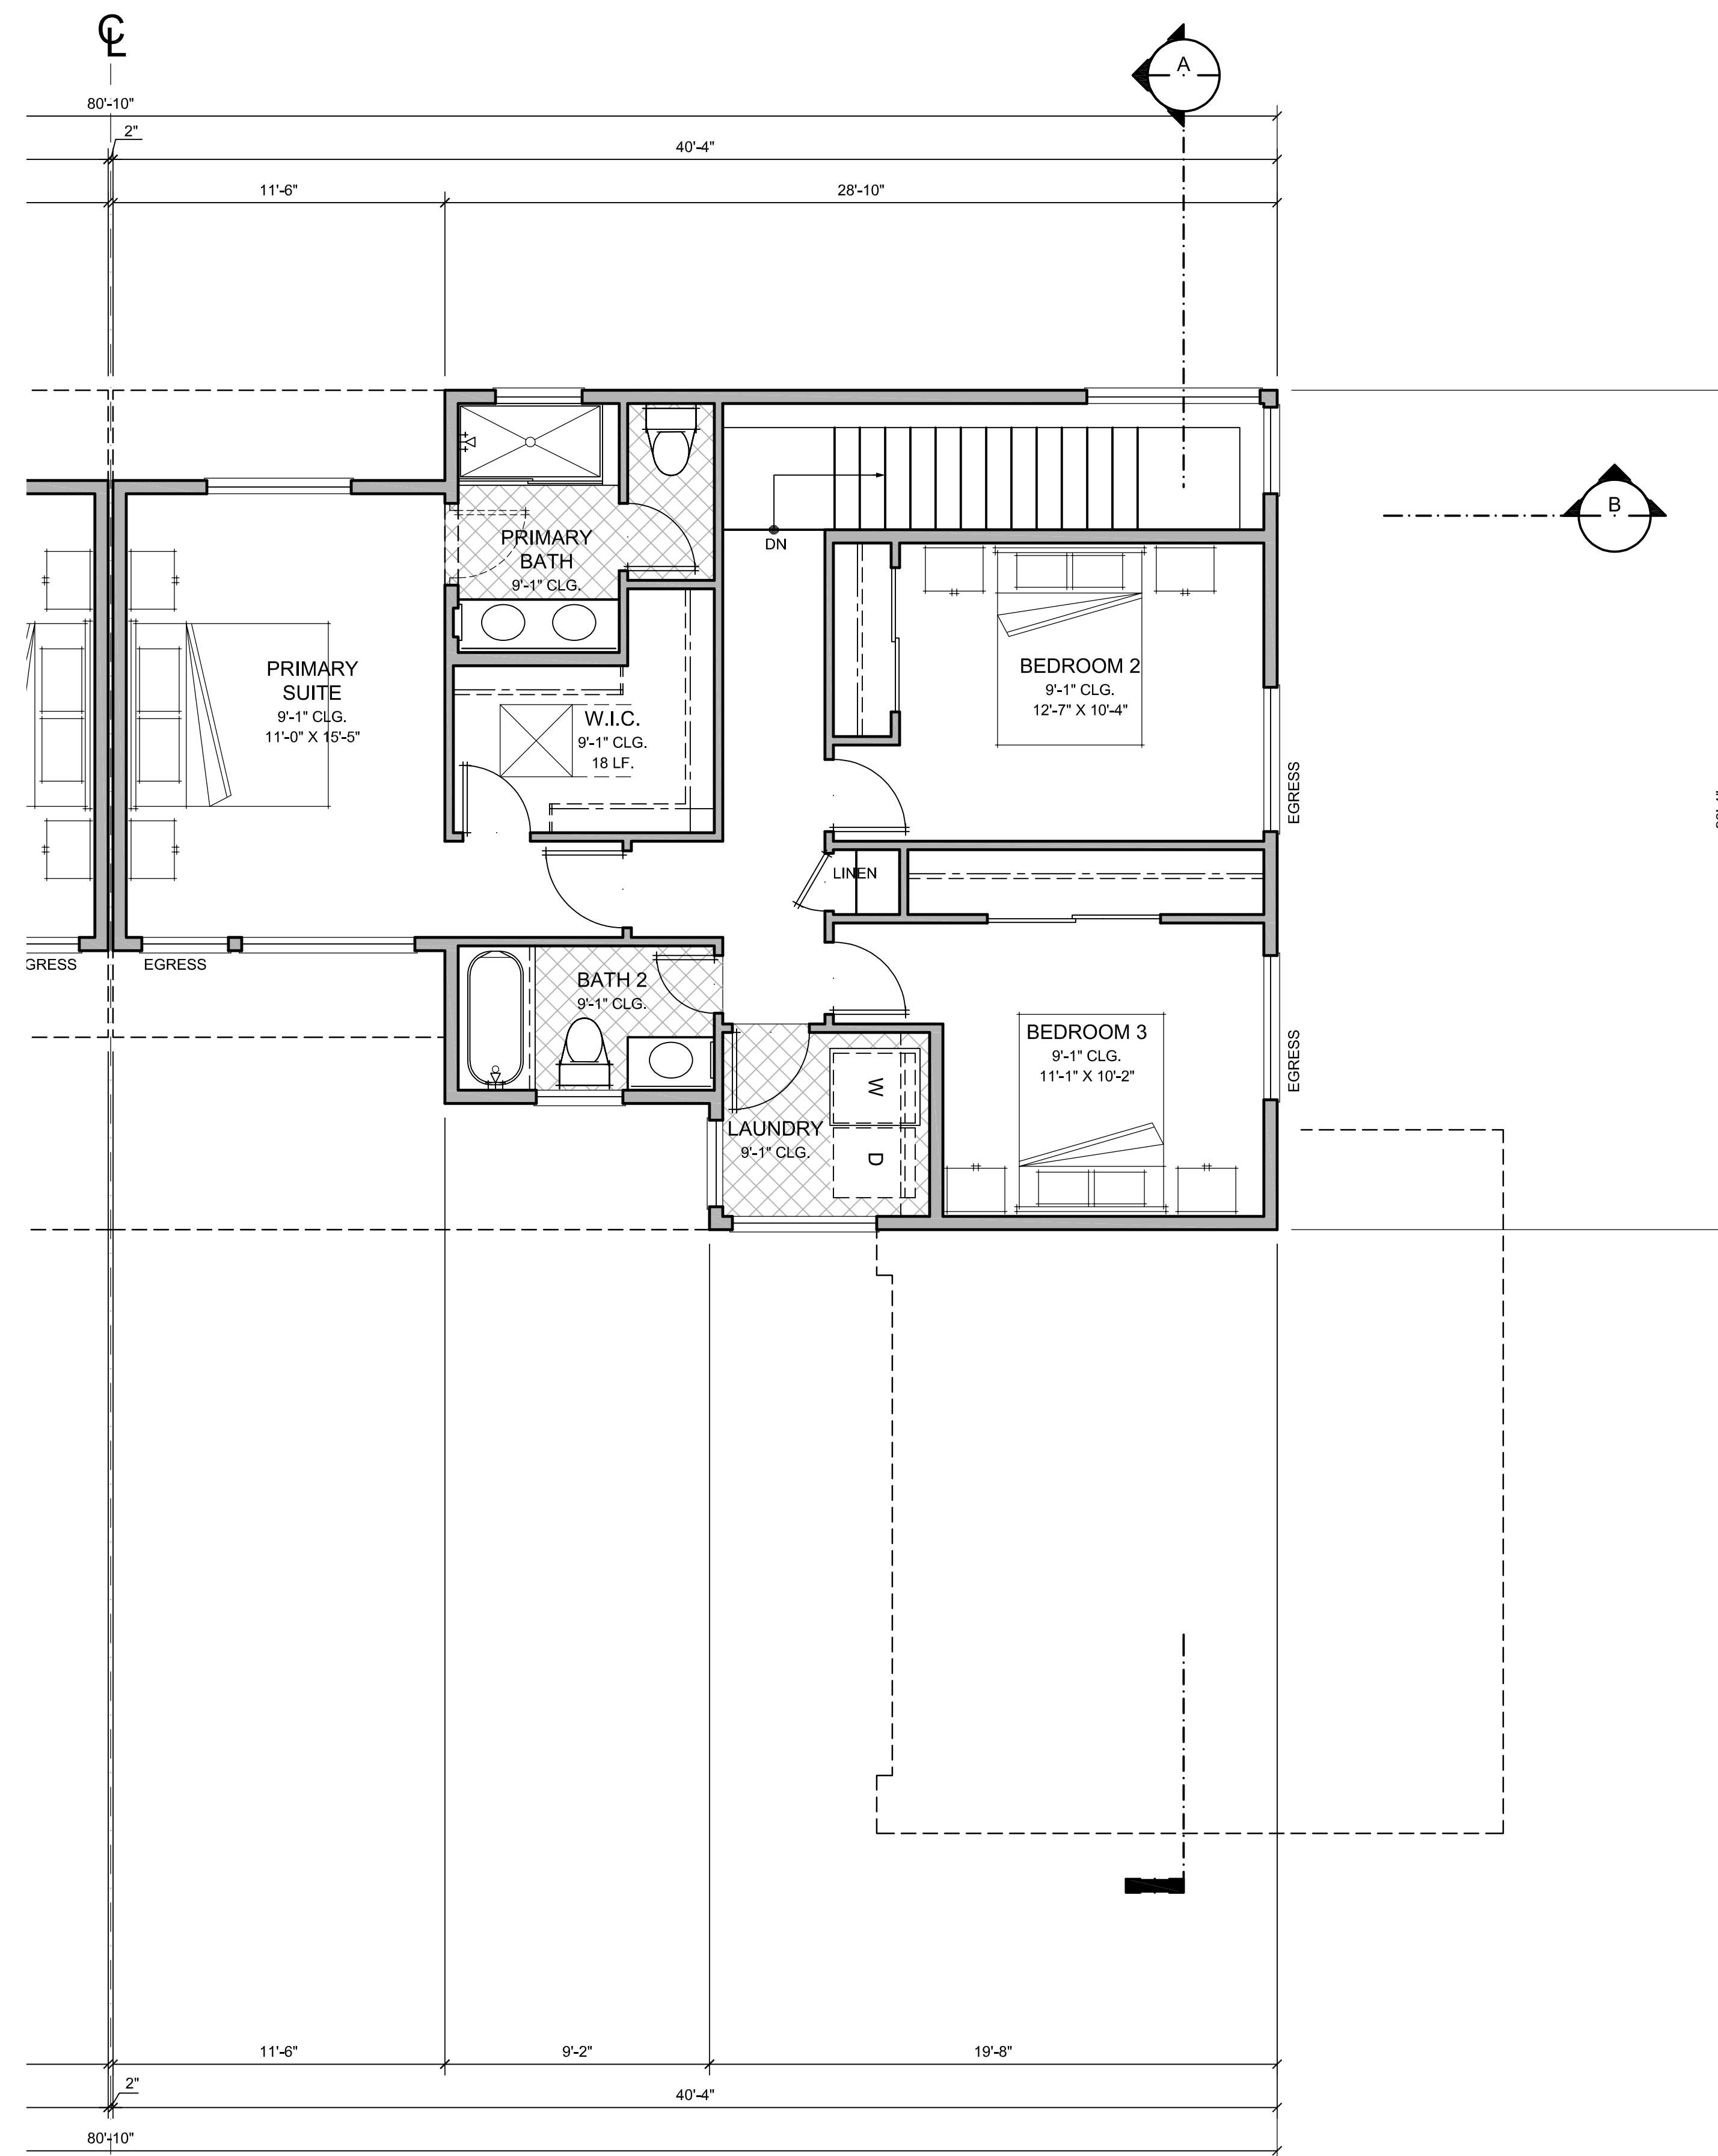 CL
A
80'-10"
2"
40'-4"
11'-6"
28'-10"
B
DN
PRIMARY
BATH
9'-1" CLG.
PRIMARY
SUITE
9'-1" CLG.
11'-0" X 15'-5"
W.I.C.
9'-1" CLG.
18 LF.
BEDROOM 2
9'-1" CLG.
12'-7" X 10'-4"
EGRESS
LINEN
GRESS
EGRESS
BATH 2
9'-1" CLG.
BEDROOM 3
9'-1" CLG.
11'-1" X 10'-2"
EGRESS
W
LAUNDRY
9'-1" CLG.
D
11'-6"
9'-2"
19'-8"
2"
40'-4"
80'-10"